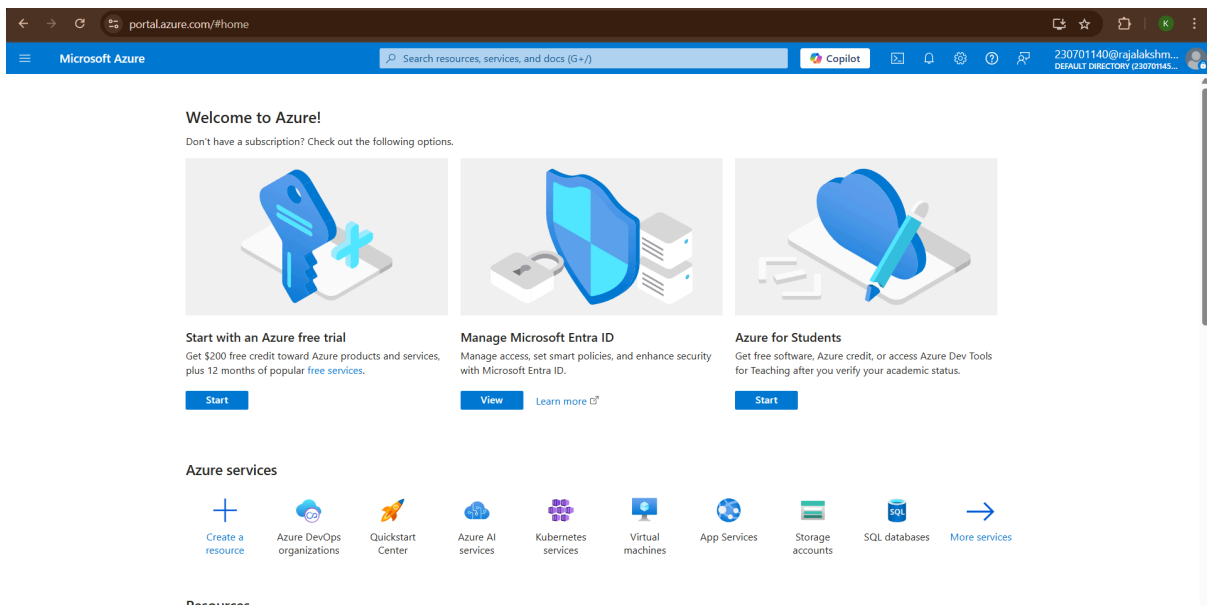 portal.azure.com/#home
K
Microsoft Azure
Search resources, services, and docs (G+/)
Copilot
230701140@rajalakshm...
DEFAULT DIRECTORY (230701145...
Welcome to Azure!
Don't have a subscription? Check out the following options.
Start with an Azure free trial
Get $200 free credit toward Azure products and services,
plus 12 months of popular free services.
Start
Manage Microsoft Entra ID
Manage access, set smart policies, and enhance security
with Microsoft Entra ID.
View
Learn more
Azure for Students
Get free software, Azure credit, or access Azure Dev Tools
for Teaching after you verify your academic status.
Start
Azure services
Create a
resource
Azure DevOps
organizations
Quickstart
Center
Azure AI
services
Kubernetes
services
Virtual
machines
App Services
Storage
accounts
SQL
SQL databases
More services
Resources